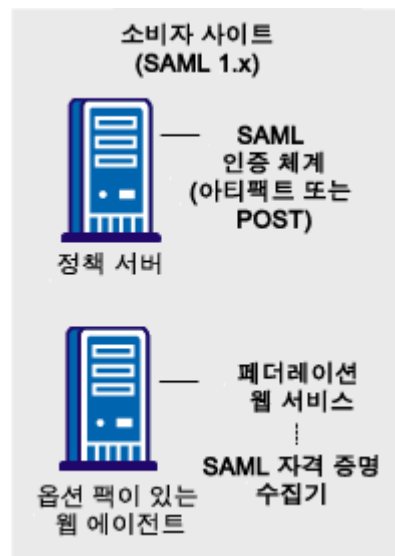 소비자 사이트
(SAML 1.x)
SAML
인증 체계
(아티팩트 또는
POST)
정책 서버
페더레이션
웹 서비스
SAML 자격 증명
수집기
옵션 팩이 있는
웹 에이전트